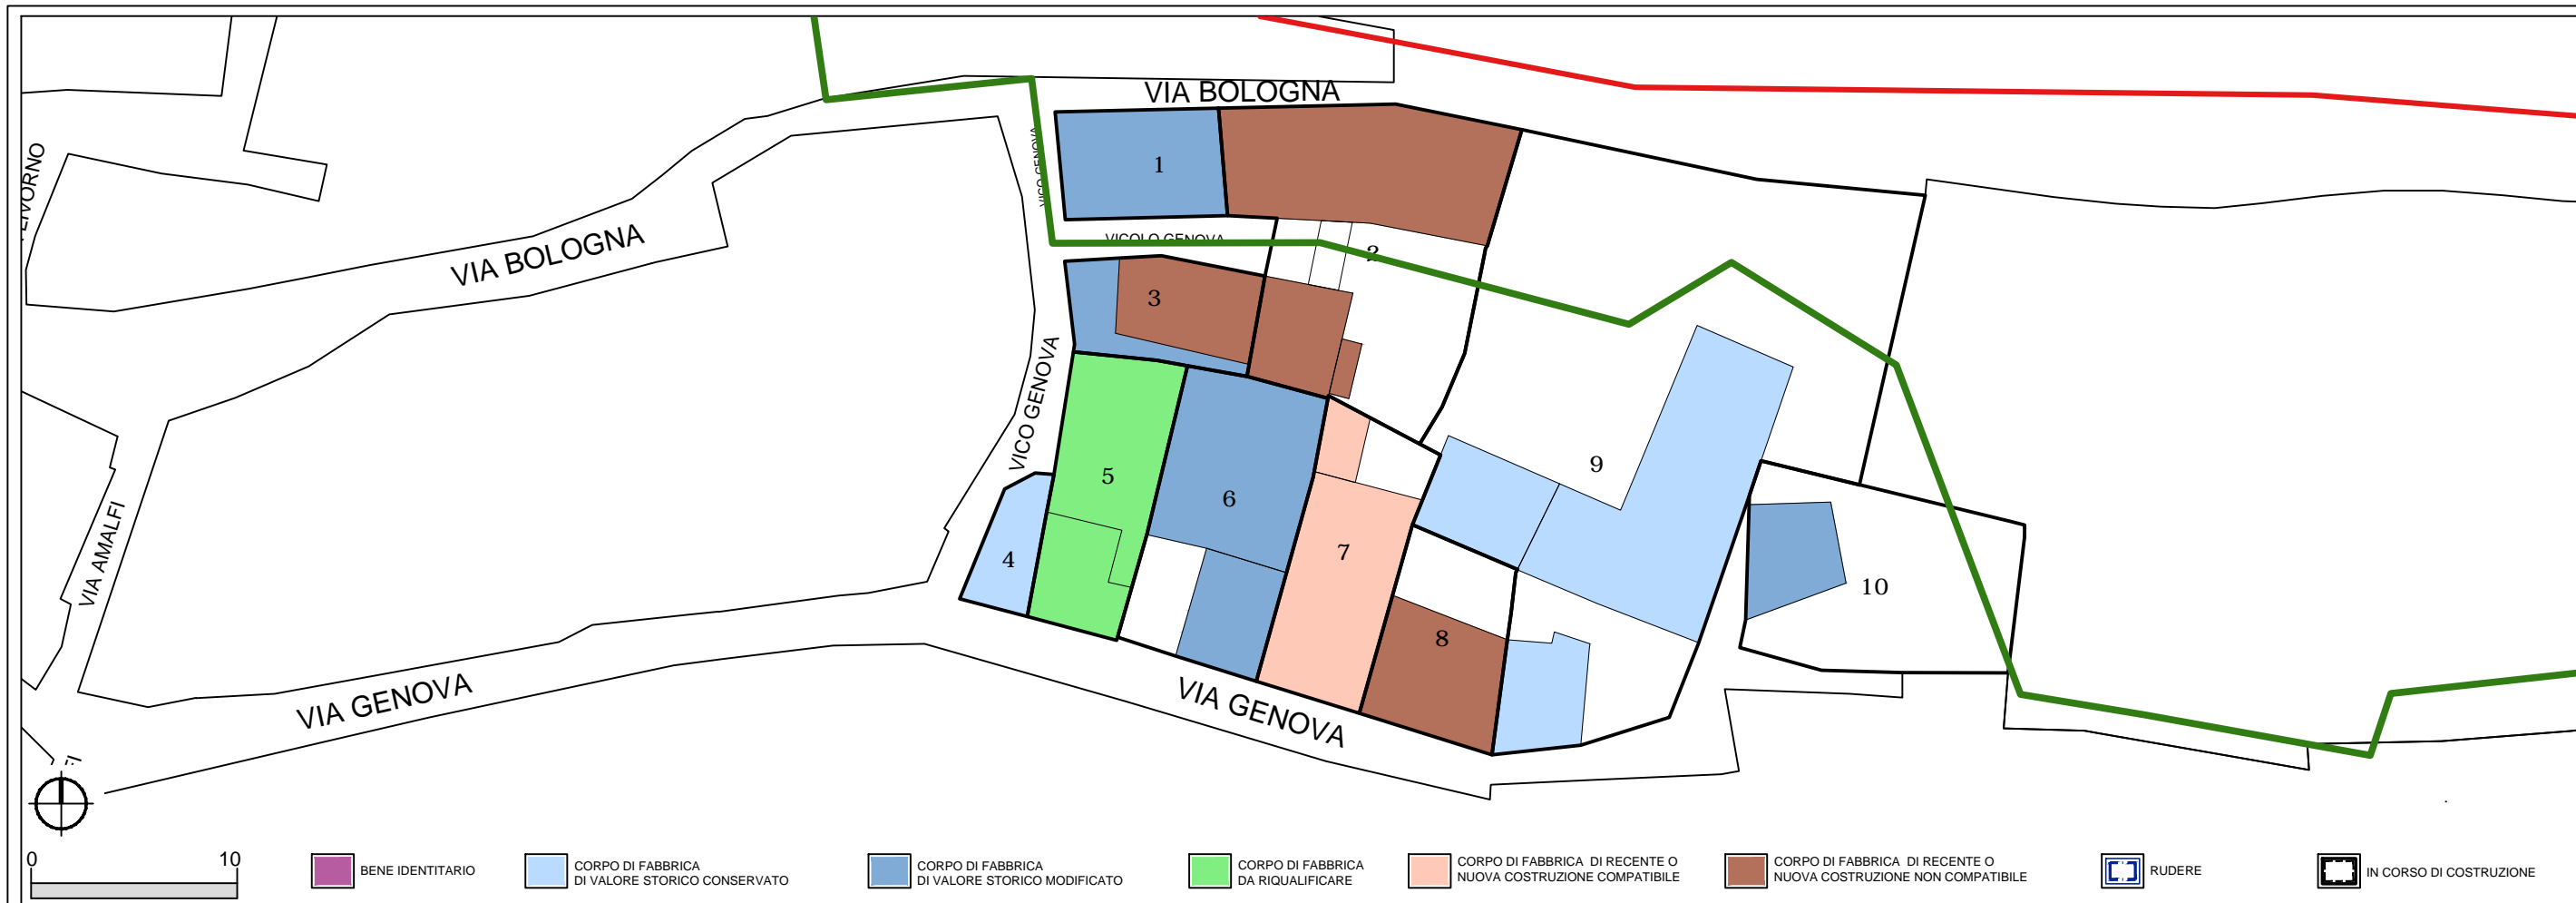 VIA BOLOGNA
VICO GENOVA
LIVORNO
1
VIA BOLOGNA
VICOLO GENOVA
2
3
VICO GENOVA
5
6
9
4
7
8
10
VIA AMALFI
VIA GENOVA
VIA GENOVA
FI
0 10
BENE IDENTITARIO
CORPO DI FABBRICA
DI VALORE STORICO CONSERVATO
CORPO DI FABBRICA
DI VALORE STORICO MODIFICATO
CORPO DI FABBRICA
DA RIQUALIFICARE
CORPO DI FABBRICA DI RECENTE O
NUOVA COSTRUZIONE COMPATIBILE
CORPO DI FABBRICA DI RECENTE O
NUOVA COSTRUZIONE NON COMPATIBILE
RUDERE
IN CORSO DI COSTRUZIONE